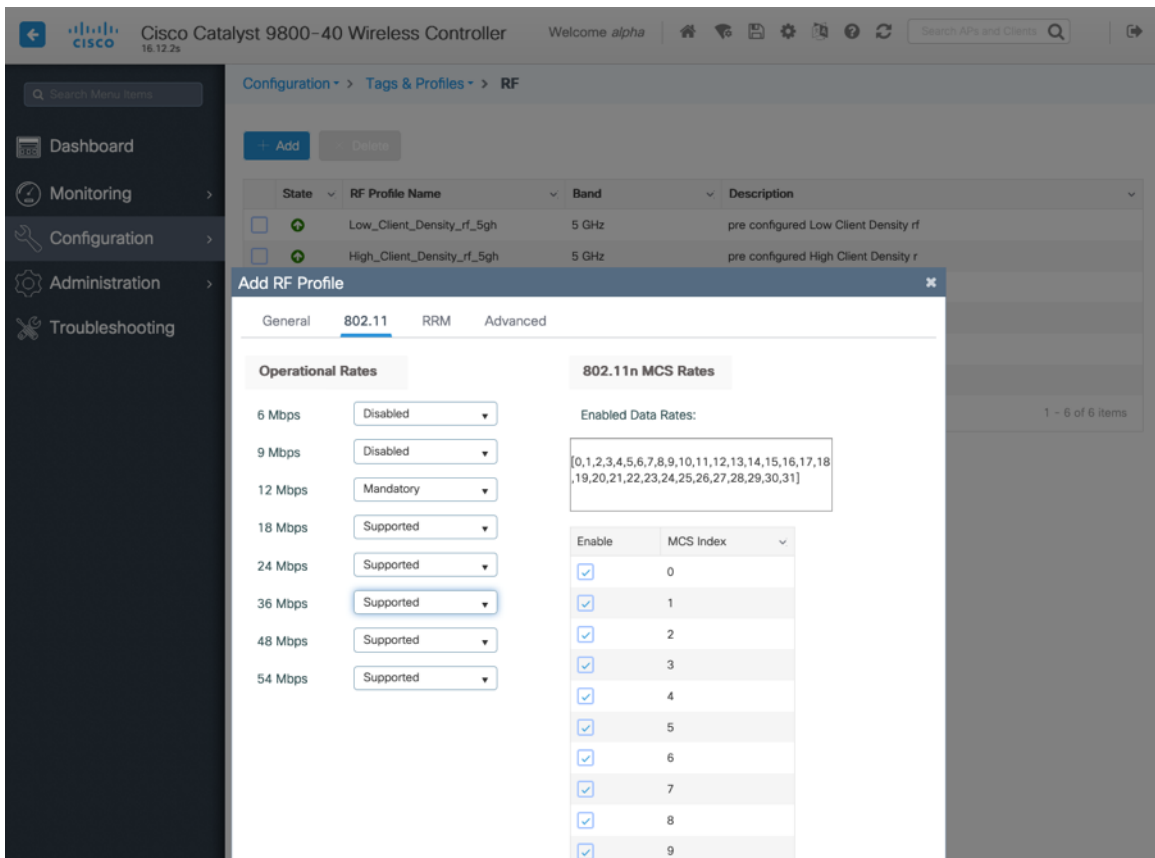 CISCO
Cisco Catalyst 9800-40 Wireless Controller
16.12.2s
Welcome alpha
Search APs and Clients
Search Menu Items
Dashboard
Monitoring
Configuration
Administration
Troubleshooting
Configuration > Tags & Profiles > RF
+ Add
× Delete
State RF Profile Name Band Description
Low_Client_Density_rf_5gh 5 GHz pre configured Low Client Density rf
High_Client_Density_rf_5gh 5 GHz pre configured High Client Density r
1 - 6 of 6 items
Add RF Profile
General 802.11 RRM Advanced
Operational Rates
6 Mbps Disabled
9 Mbps Disabled
12 Mbps Mandatory
18 Mbps Supported
24 Mbps Supported
36 Mbps Supported
48 Mbps Supported
54 Mbps Supported
802.11n MCS Rates
Enabled Data Rates:
[0,1,2,3,4,5,6,7,8,9,10,11,12,13,14,15,16,17,18
,19,20,21,22,23,24,25,26,27,28,29,30,31]
Enable MCS Index
0
1
2
3
4
5
6
7
8
9